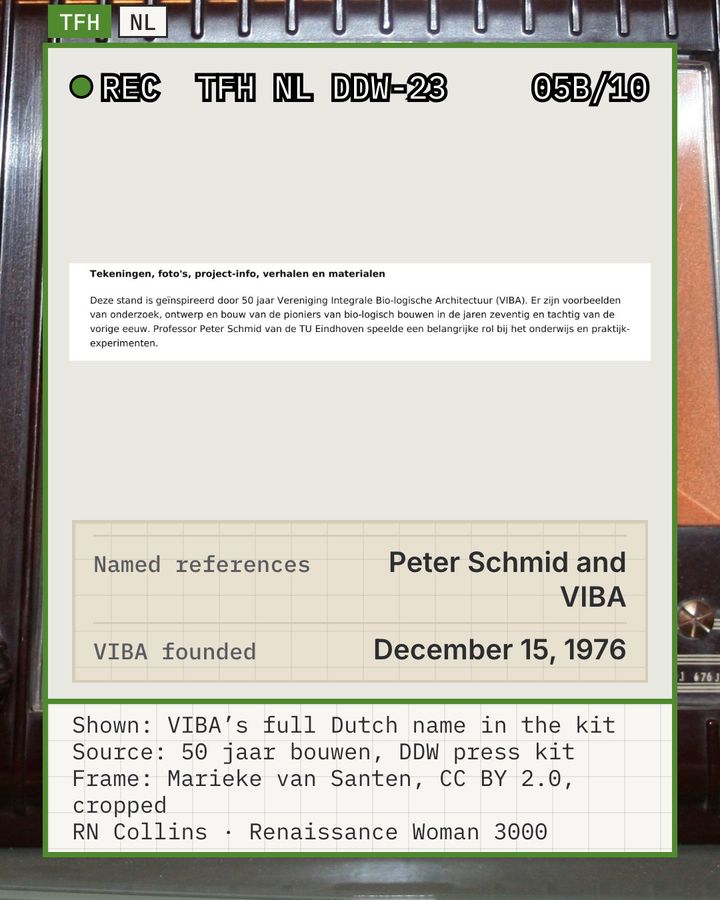 TFH NL
REC TFH NL DDW-23 05B/10
Tekeningen, foto's, project-info, verhalen en materialen
Deze stand is geïnspireerd door 50 jaar Vereniging Integrale Bio-logische Architectuur (VIBA). Er zijn voorbeelden
van onderzoek, ontwerp en bouw van de pioniers van bio-logisch bouwen in de jaren zeventig en tachtig van de
vorige eeuw. Professor Peter Schmid van de TU Eindhoven speelde een belangrijke rol bij het onderwijs en praktijk-
experimenten.
Named references Peter Schmid and
VIBA
VIBA founded December 15, 1976
Shown: VIBA’s full Dutch name in the kit
Source: 50 jaar bouwen, DDW press kit
Frame: Marieke van Santen, CC BY 2.0,
cropped
RN Collins · Renaissance Woman 3000